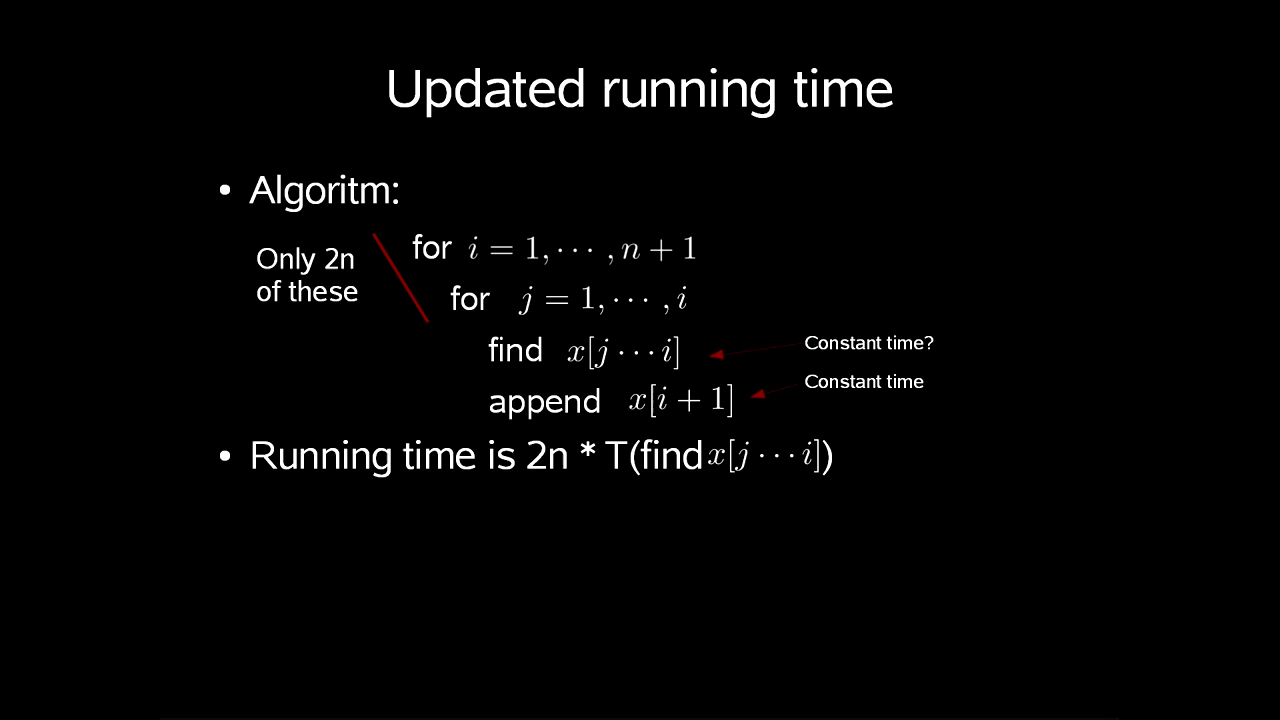 Updated running time
• Algoritm:
Only 2n
of these
for i = 1, ⋯ , n + 1
for j = 1, ⋯ , i
find x[j ⋯ i]
Constant time?
append x[i + 1]
Constant time
• Running time is 2n * T(find x[j ⋯ i])